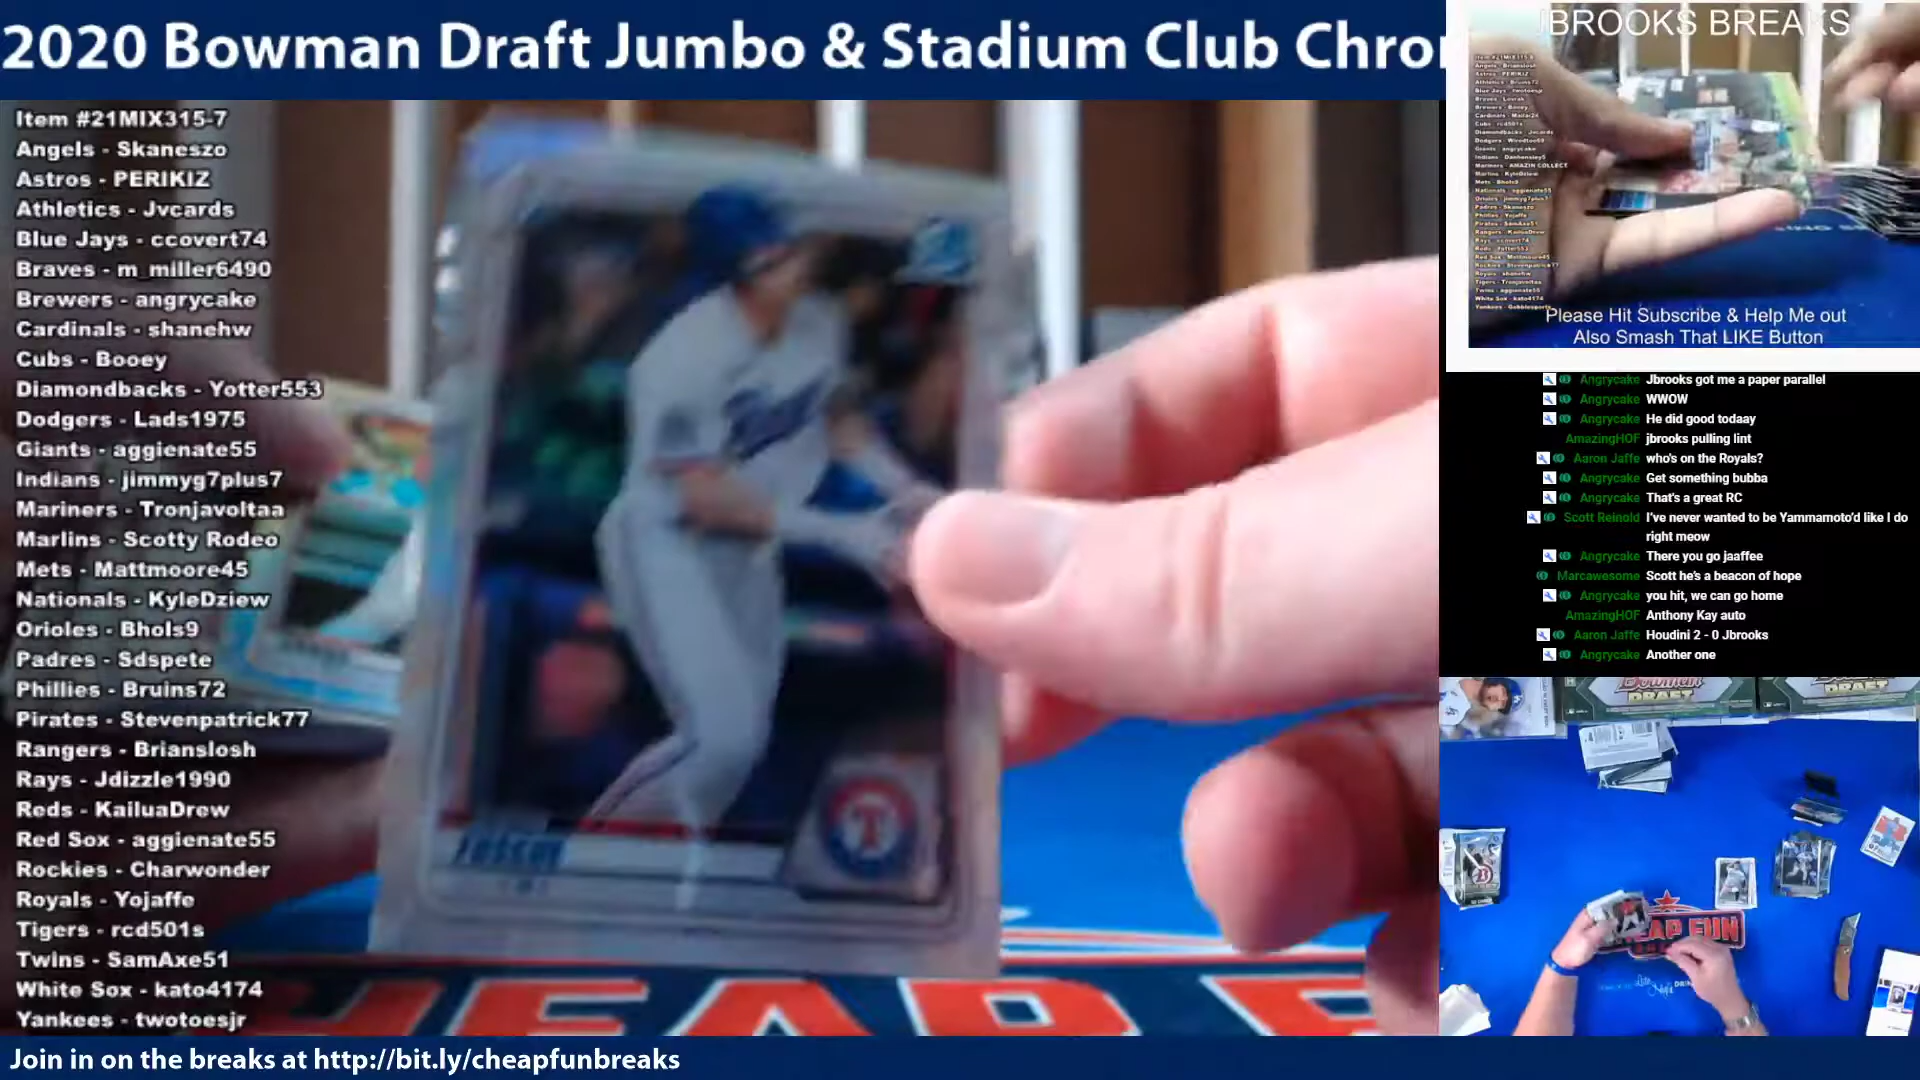 2020 Bowman Draft Jumbo & Stadium Club Chrom
Item #21MIX315-7
Angels - Skaneszo
Astros - PERIKIZ
Athletics - Jvcards
Blue Jays - ccovert74
Braves - m_miller6490
Brewers - angrycake
Cardinals - shanehw
Cubs - Booey
Diamondbacks - Yotter553
Dodgers - Lads1975
Giants - aggienate55
Indians - jimmyg7plus7
Mariners - Tronjavoltaa
Marlins - Scotty Rodeo
Mets - Mattmoore45
Nationals - KyleDziew
Orioles - Bhols9
Padres - Sdspete
Phillies - Bruins72
Pirates - Stevenpatrick77
Rangers - Brianslosh
Rays - Jdizzle1990
Reds - KailuaDrew
Red Sox - aggienate55
Rockies - Charwonder
Royals - Yojaffe
Tigers - rcd501s
Twins - SamAxe51
White Sox - kato4174
Yankees - twotoesjr
JBROOKS BREAKS
Please Hit Subscribe & Help Me out
Also Smash That LIKE Button
Angrycake Jbrooks got me a paper parallel
Angrycake WWOW
Angrycake He did good todaay
AmazingHOF jbrooks pulling lint
Aaron Jaffe who's on the Royals?
Angrycake Get something bubba
Angrycake That's a great RC
Scott Reinold I've never wanted to be Yammamoto'd like I do
right meow
Angrycake There you go jaaffee
Marcawesome Scott he's a beacon of hope
Angrycake you hit, we can go home
AmazingHOF Anthony Kay auto
Aaron Jaffe Houdini 2 - 0 Jbrooks
Angrycake Another one
Bowman
DRAFT
DRAFT
Join in on the breaks at http://bit.ly/cheapfunbreaks